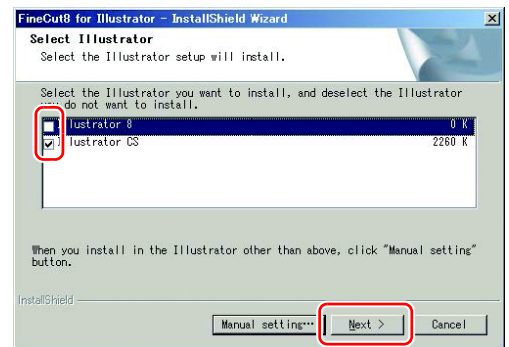 FineCut8 for Illustrator - InstallShield Wizard
Select Illustrator
Select the Illustrator setup will install.
Select the Illustrator you want to install, and deselect the Illustrator
you do not want to install.
Illustrator 8 0 K
Illustrator CS 2260 K
When you install in the Illustrator other than above, click "Manual setting"
button.
InstallShield
Manual setting… Next > Cancel